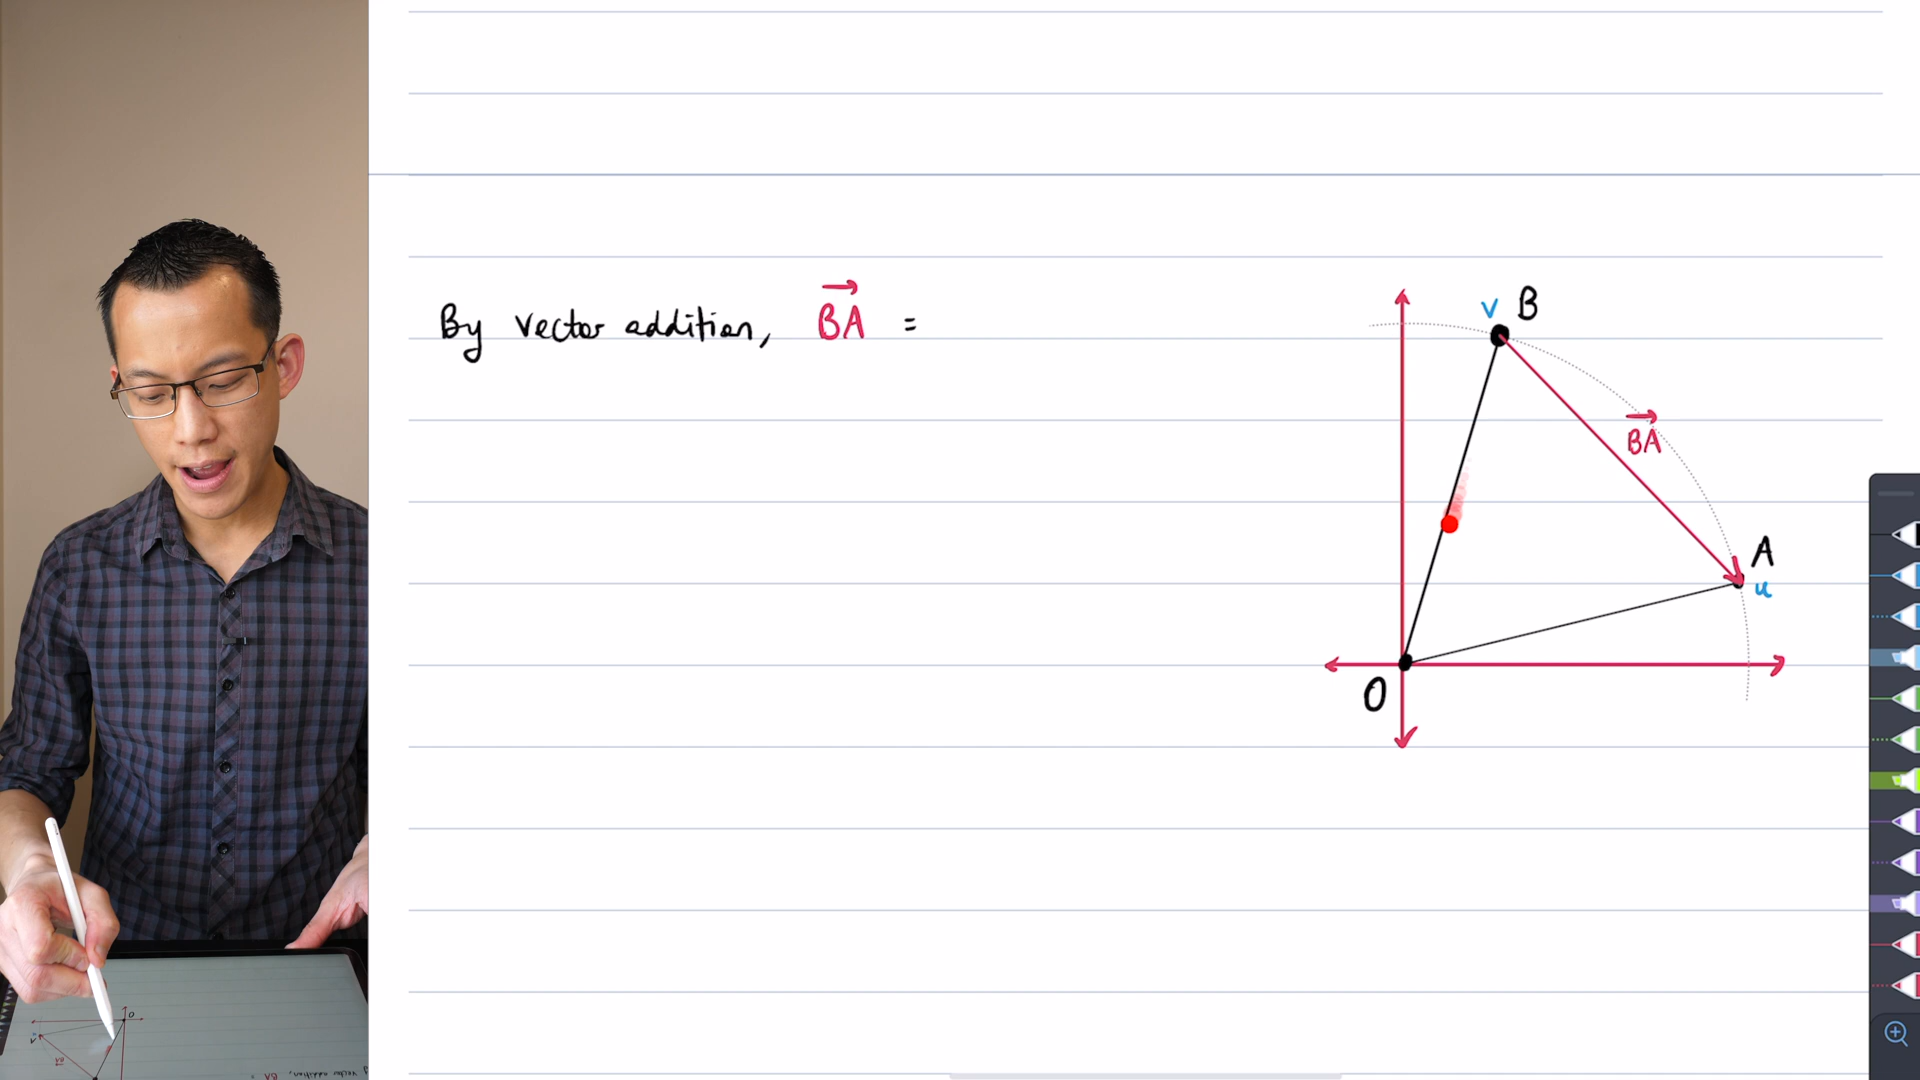 By vector addition, BA⃗ =
v B
BA⃗
A
u
O